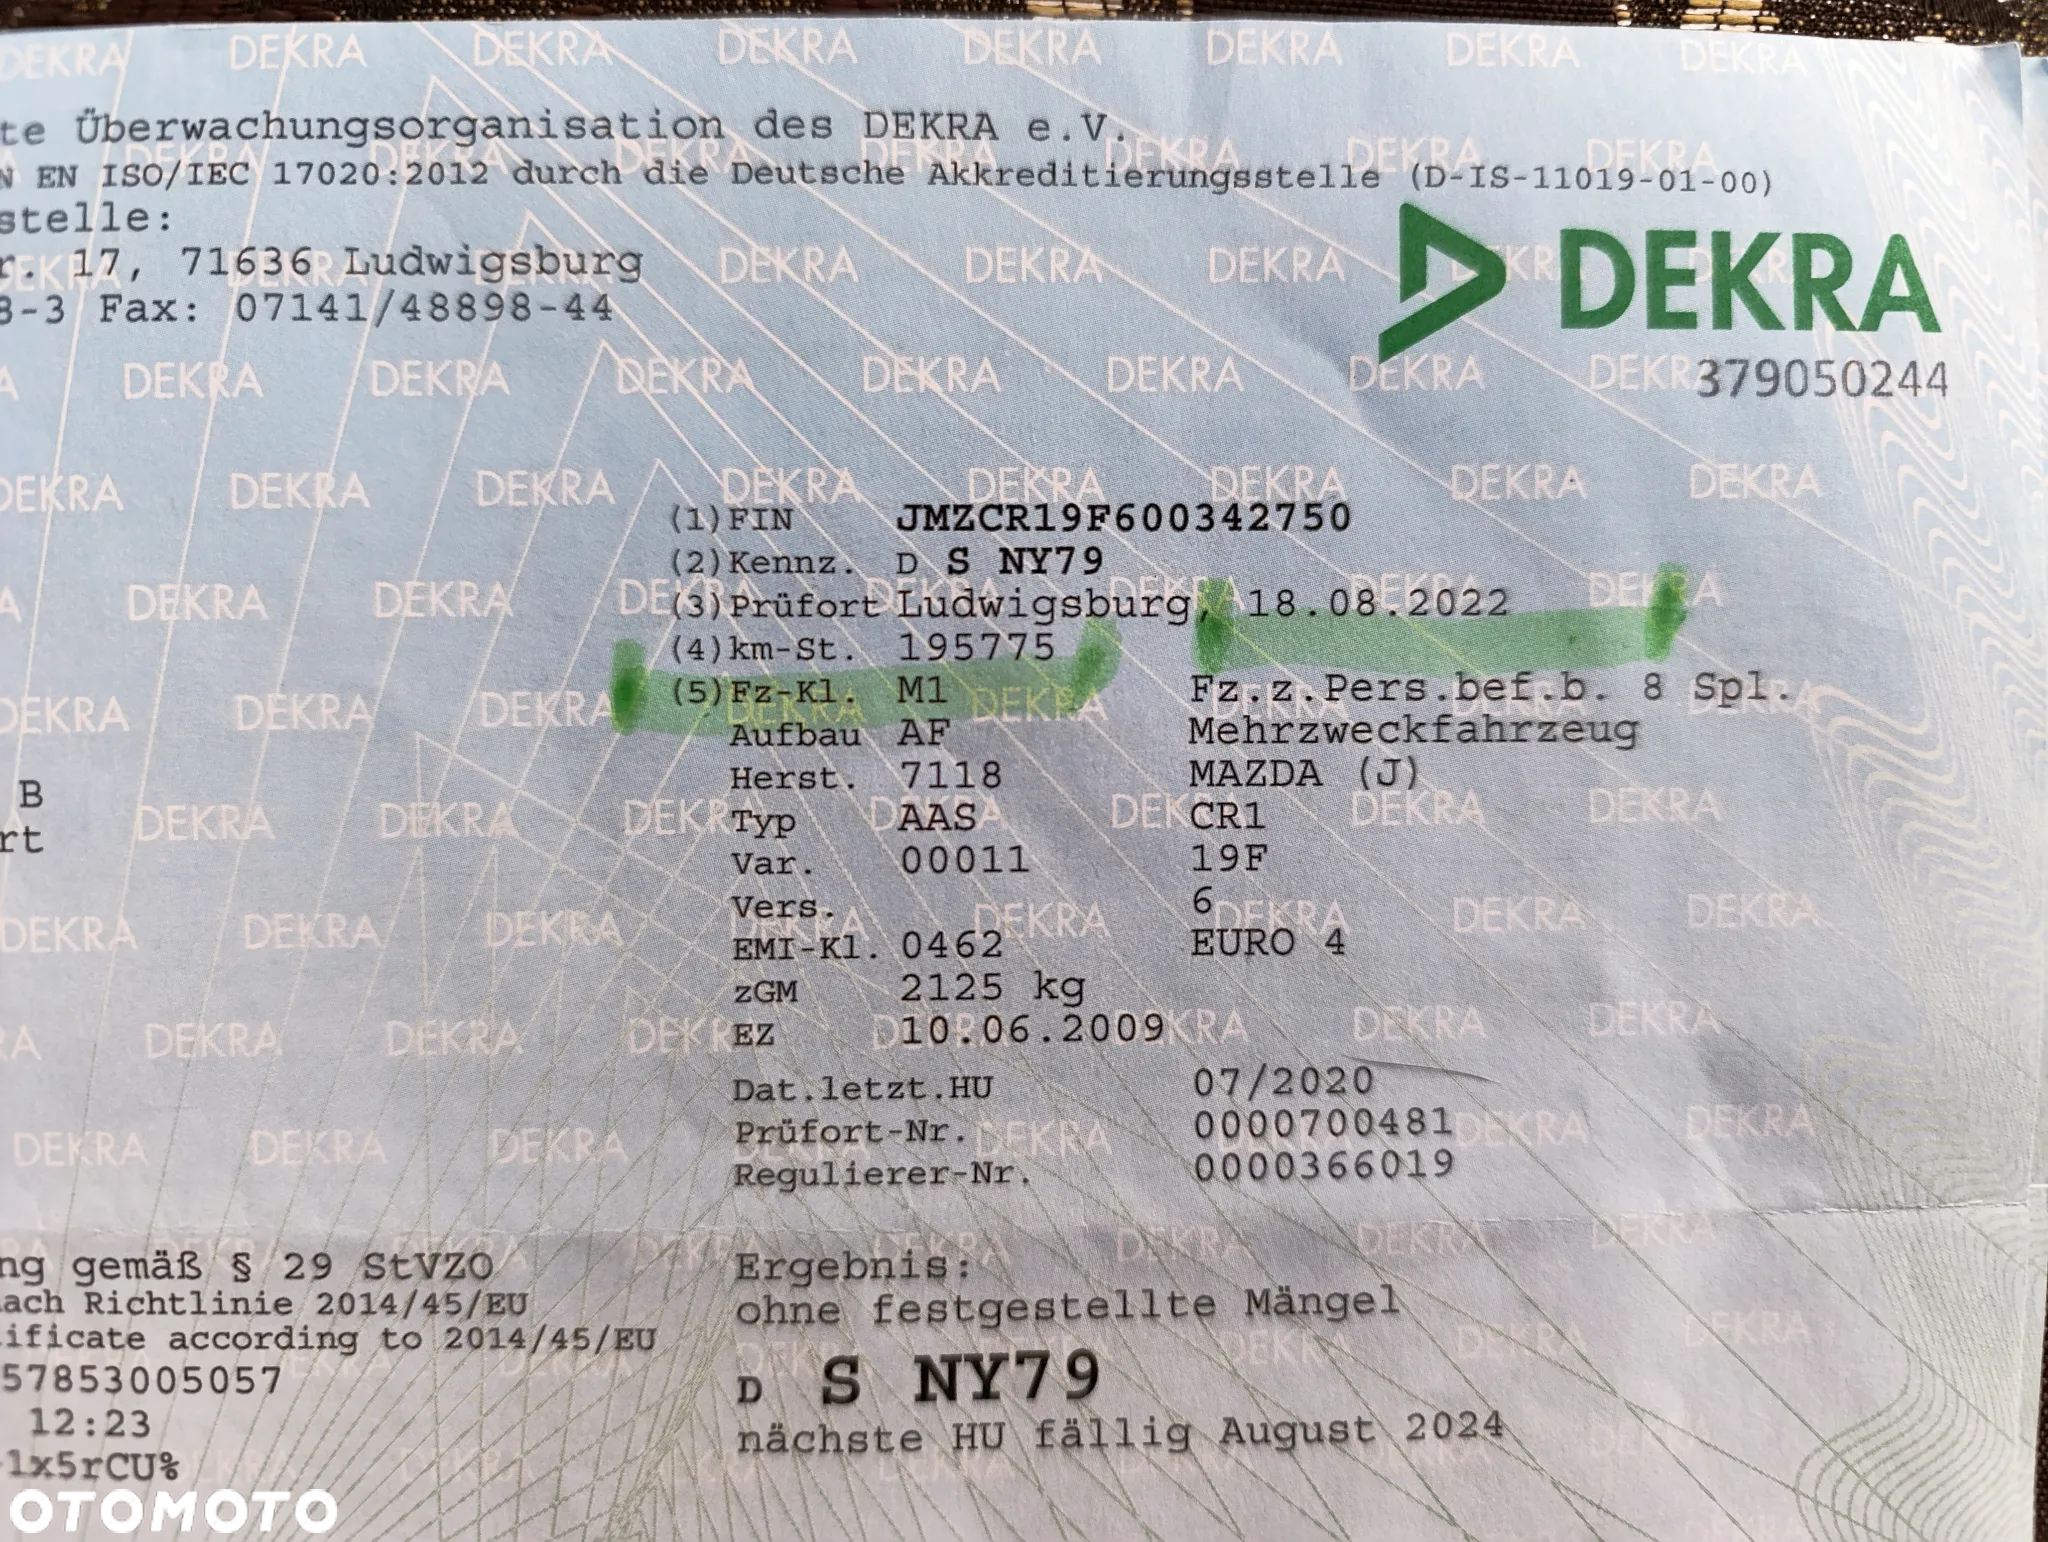 te Überwachungsorganisation des DEKRA e.V.
N EN ISO/IEC 17020:2012 durch die Deutsche Akkreditierungsstelle (D-IS-11019-01-00)
stelle:
r. 17, 71636 Ludwigsburg
8-3 Fax: 07141/48898-44
DEKRA
379050244
(1) FIN JMZCR19F600342750
(2) Kennz. D S NY79
(3) Prüfort Ludwigsburg, 18.08.2022
(4) km-St. 195775
(5) Fz-Kl. M1 Fz.z.Pers.bef.b. 8 Spl.
Aufbau AF Mehrzweckfahrzeug
B
Herst. 7118 MAZDA (J)
rt
Typ AAS CR1
Var. 00011 19F
Vers. 6
EMI-Kl. 0462 EURO 4
zGM 2125 kg
EZ 10.06.2009
Dat.letzt.HU 07/2020
Prüfort-Nr. 0000700481
Regulierer-Nr. 0000366019
ng gemäß § 29 StVZO
ach Richtlinie 2014/45/EU
ificate according to 2014/45/EU
57853005057
12:23
1x5rCU%
Ergebnis:
ohne festgestellte Mängel
D S NY79
nächste HU fällig August 2024
OTOMOTO